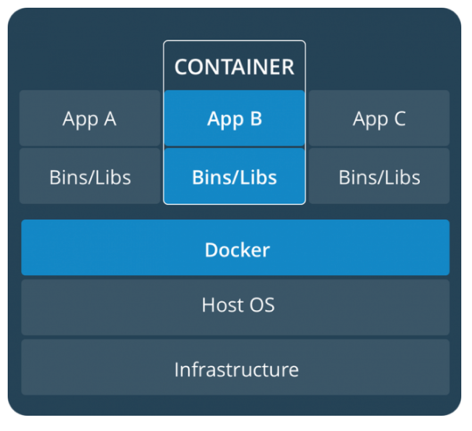 CONTAINER
App A
App B
App C
Bins/Libs
Bins/Libs
Bins/Libs
Docker
Host OS
Infrastructure